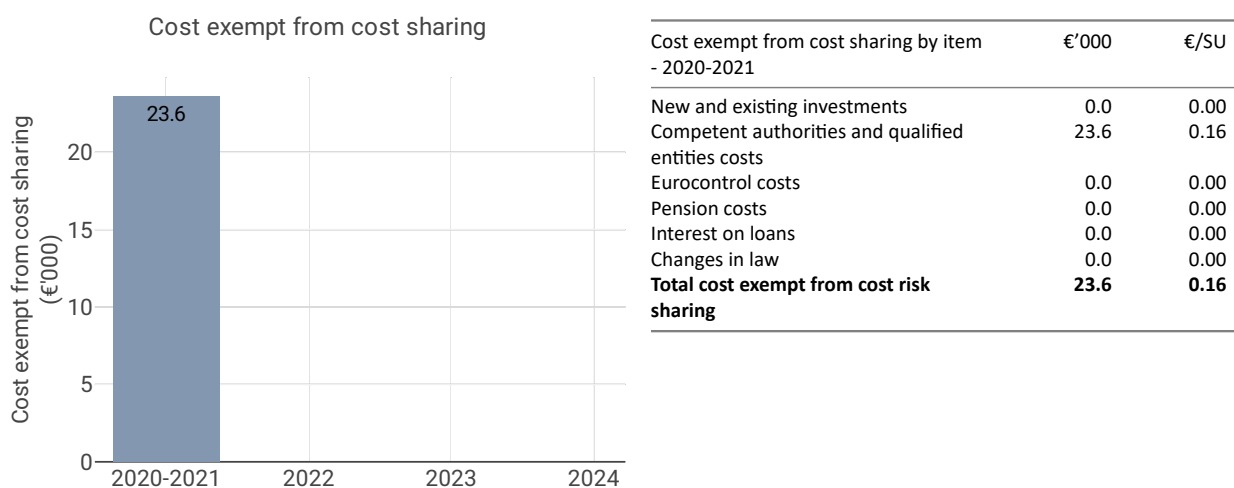 Cost exempt from cost sharing
Cost exempt from cost sharing
(€'000)
23.6
20
15
10
5
0
2020-2021 2022 2023 2024
Cost exempt from cost sharing by item €’000 €/SU
- 2020-2021
New and existing investments 0.0 0.00
Competent authorities and qualified 23.6 0.16
entities costs
Eurocontrol costs 0.0 0.00
Pension costs 0.0 0.00
Interest on loans 0.0 0.00
Changes in law 0.0 0.00
Total cost exempt from cost risk 23.6 0.16
sharing